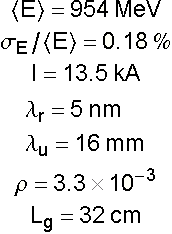 ⟨E⟩ = 954 MeV
σ_E/⟨E⟩ = 0.18 %
I = 13.5 kA
λ_r = 5 nm
λ_u = 16 mm
ρ = 3.3 × 10⁻³
L_g = 32 cm